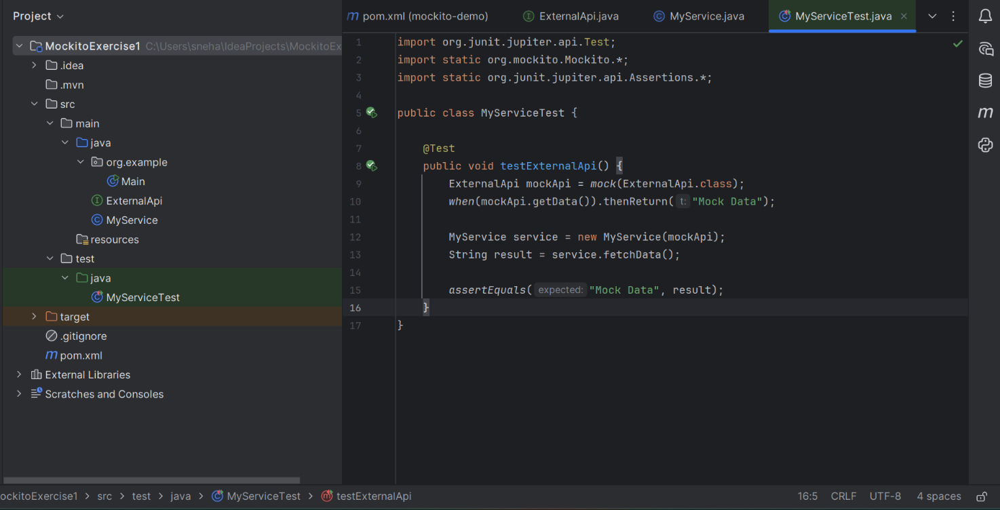 Project
MockitoExercise1 C:\Users\sneha\IdeaProjects\MockitoEx
.idea
.mvn
src
main
java
org.example
Main
ExternalApi
MyService
resources
test
java
MyServiceTest
target
.gitignore
pom.xml
External Libraries
Scratches and Consoles
pom.xml (mockito-demo) ExternalApi.java MyService.java MyServiceTest.java
1 import org.junit.jupiter.api.Test;
2 import static org.mockito.Mockito.*;
3 import static org.junit.jupiter.api.Assertions.*;
4
5 public class MyServiceTest {
6
7 @Test
8 public void testExternalApi() {
9 ExternalApi mockApi = mock(ExternalApi.class);
10 when(mockApi.getData()).thenReturn( t: "Mock Data");
11
12 MyService service = new MyService(mockApi);
13 String result = service.fetchData();
14
15 assertEquals( expected: "Mock Data", result);
16 }
17 }
ockitoExercise1 > src > test > java > MyServiceTest > testExternalApi 16:5 CRLF UTF-8 4 spaces